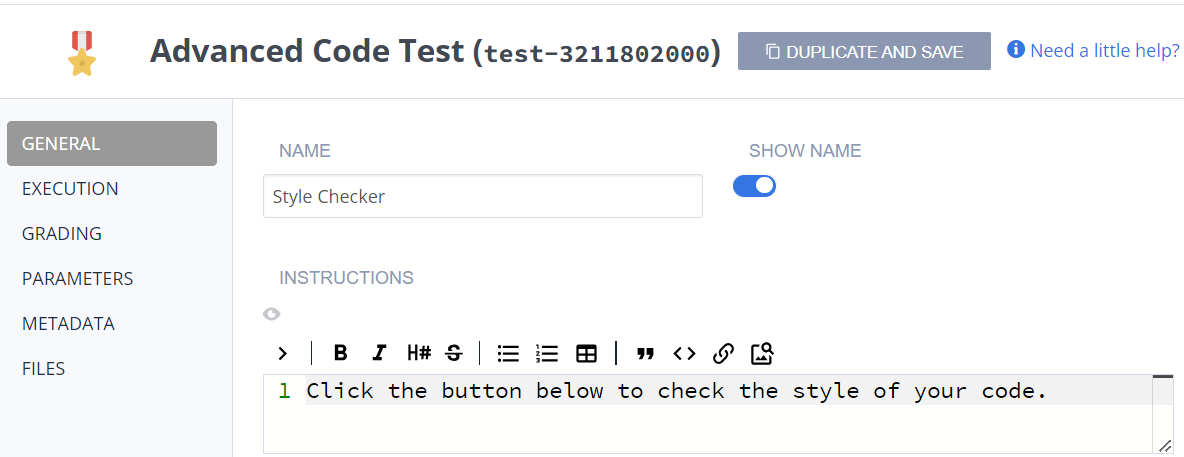 Advanced Code Test (test-3211802000)
DUPLICATE AND SAVE
Need a little help?
GENERAL
EXECUTION
GRADING
PARAMETERS
METADATA
FILES
NAME
SHOW NAME
Style Checker
INSTRUCTIONS
B I H# S
1 Click the button below to check the style of your code.